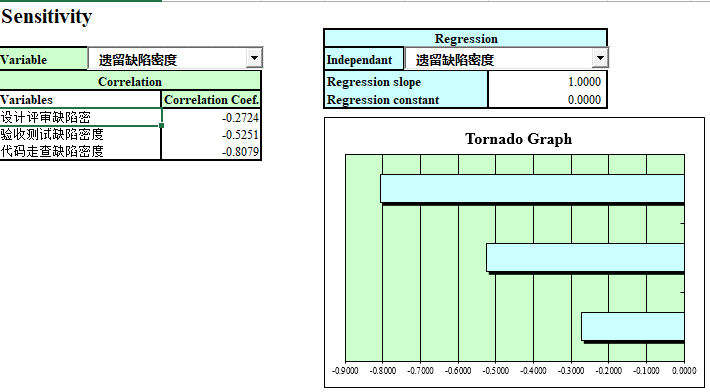 Sensitivity
Variable 遗留缺陷密度
Correlation
Variables Correlation Coef.
设计评审缺陷密 -0.2724
验收测试缺陷密度 -0.5251
代码走查缺陷密度 -0.8079
Regression
Independant 遗留缺陷密度
Regression slope 1.0000
Regression constant 0.0000
Tornado Graph
-0.9000 -0.8000 -0.7000 -0.6000 -0.5000 -0.4000 -0.3000 -0.2000 -0.1000 0.0000